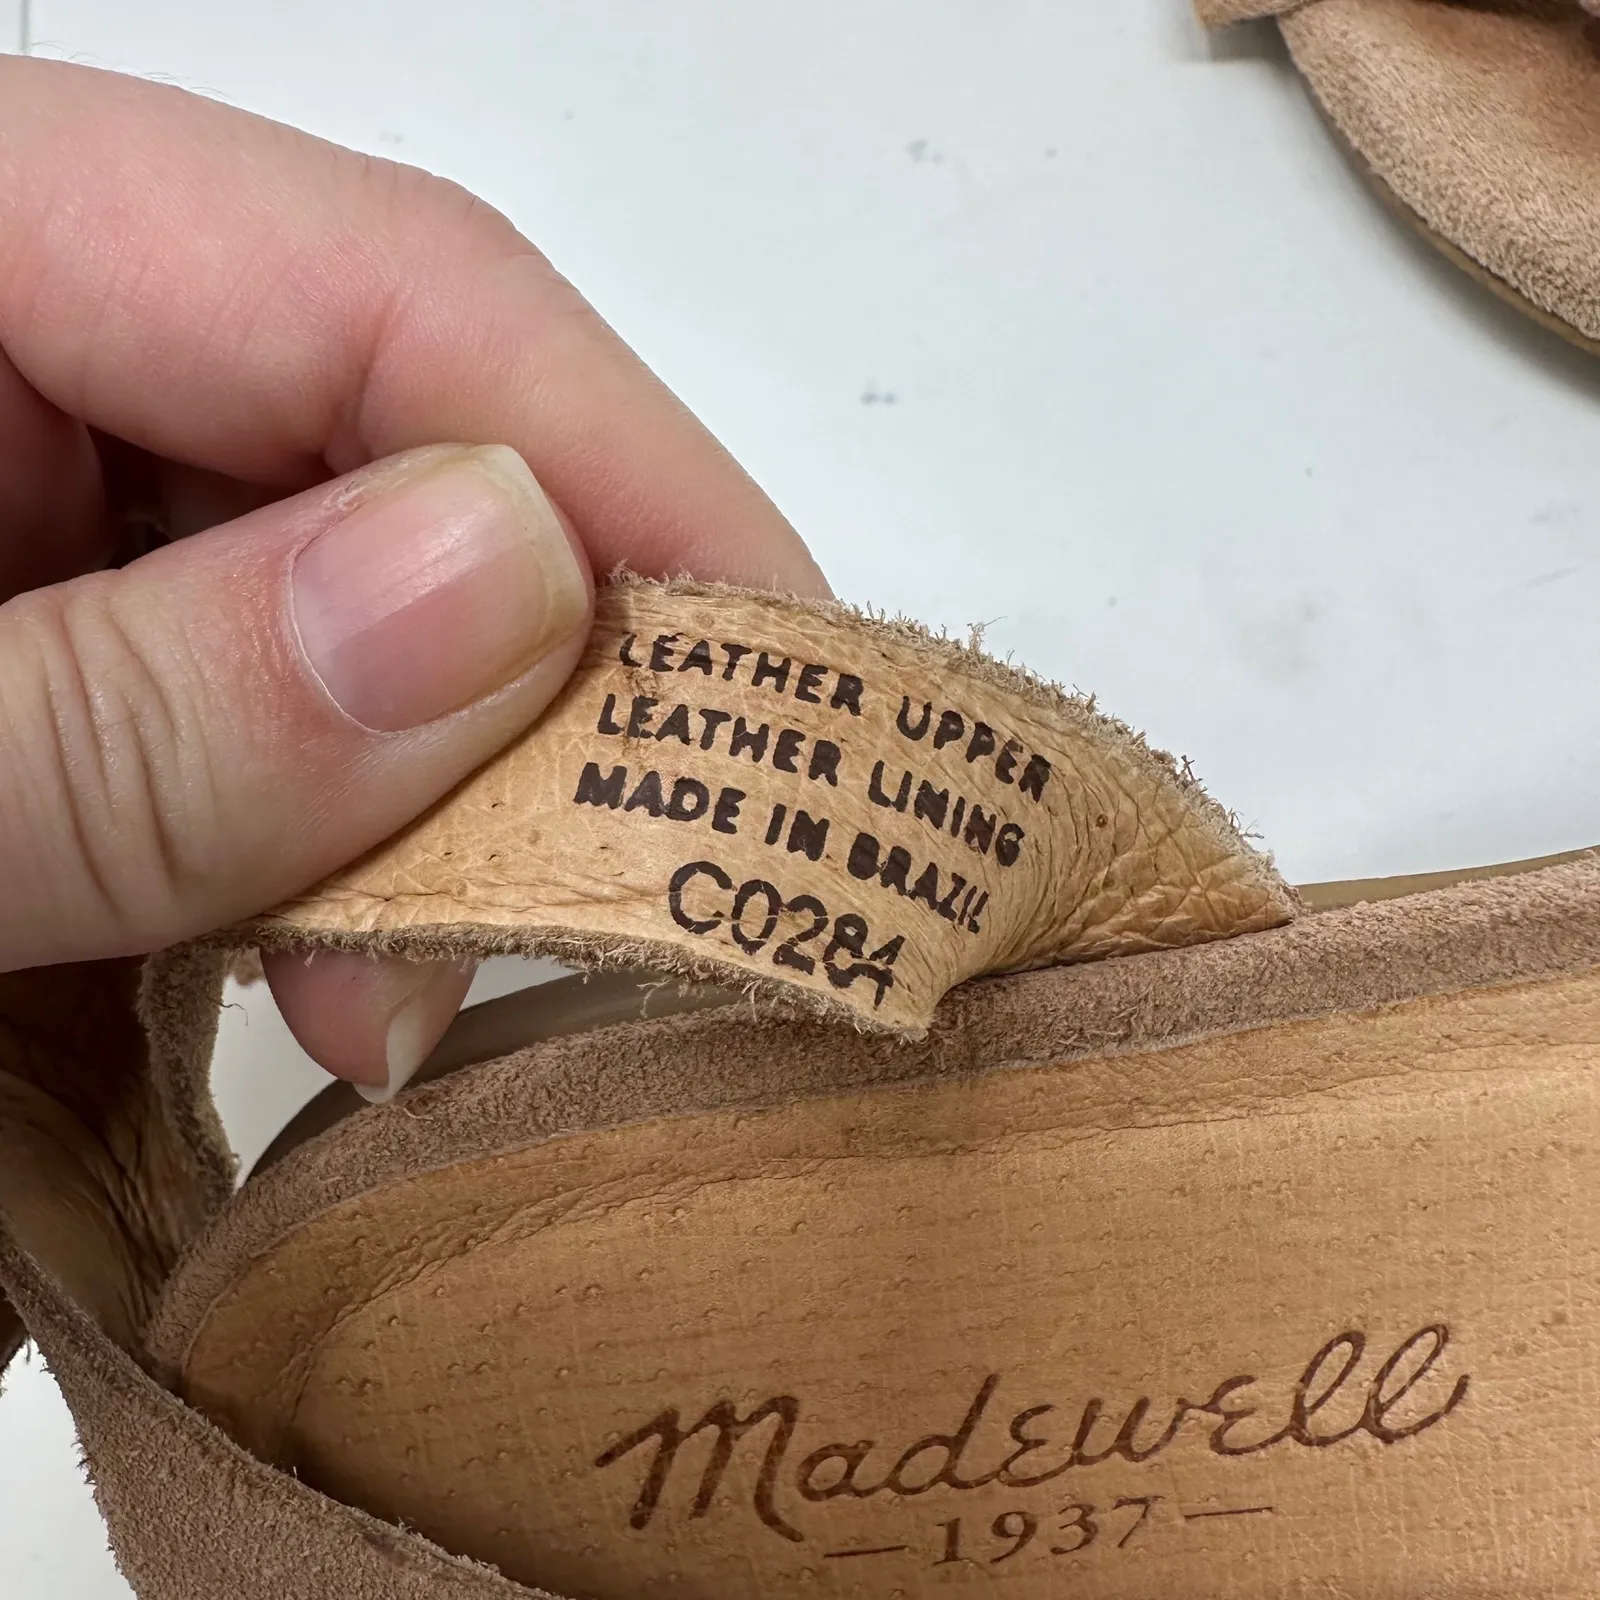 LEATHER UPPER
LEATHER LINING
MADE IN BRAZIL
C0284
Madewell
— 1937 —